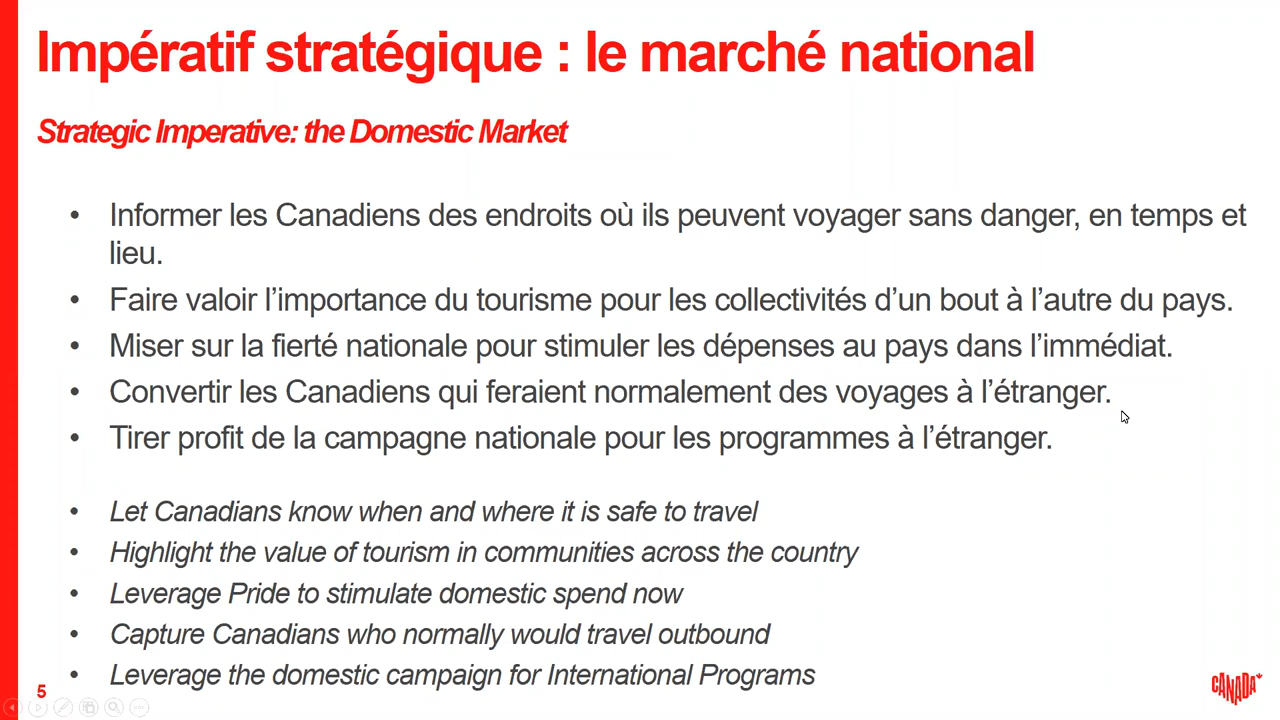 Impératif stratégique : le marché national
Strategic Imperative: the Domestic Market
• Informer les Canadiens des endroits où ils peuvent voyager sans danger, en temps et
lieu.
• Faire valoir l’importance du tourisme pour les collectivités d’un bout à l’autre du pays.
• Miser sur la fierté nationale pour stimuler les dépenses au pays dans l’immédiat.
• Convertir les Canadiens qui feraient normalement des voyages à l’étranger.
• Tirer profit de la campagne nationale pour les programmes à l’étranger.
• Let Canadians know when and where it is safe to travel
• Highlight the value of tourism in communities across the country
• Leverage Pride to stimulate domestic spend now
• Capture Canadians who normally would travel outbound
• Leverage the domestic campaign for International Programs
5
CANADA